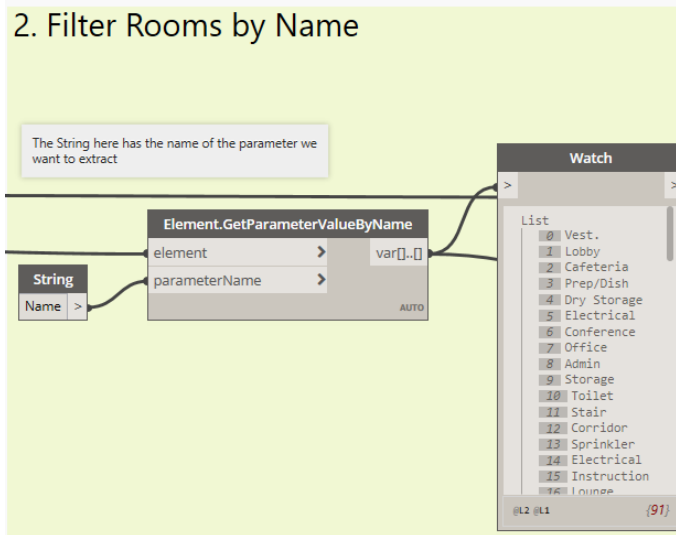 2. Filter Rooms by Name
The String here has the name of the parameter we
want to extract
Watch
> >
List
0 Vest.
1 Lobby
2 Cafeteria
3 Prep/Dish
4 Dry Storage
5 Electrical
6 Conference
7 Office
8 Admin
9 Storage
10 Toilet
11 Stair
12 Corridor
13 Sprinkler
14 Electrical
15 Instruction
16 Lounge
@L2 @L1 {91}
Element.GetParameterValueByName
element > var[]..[]
parameterName >
AUTO
String
Name >